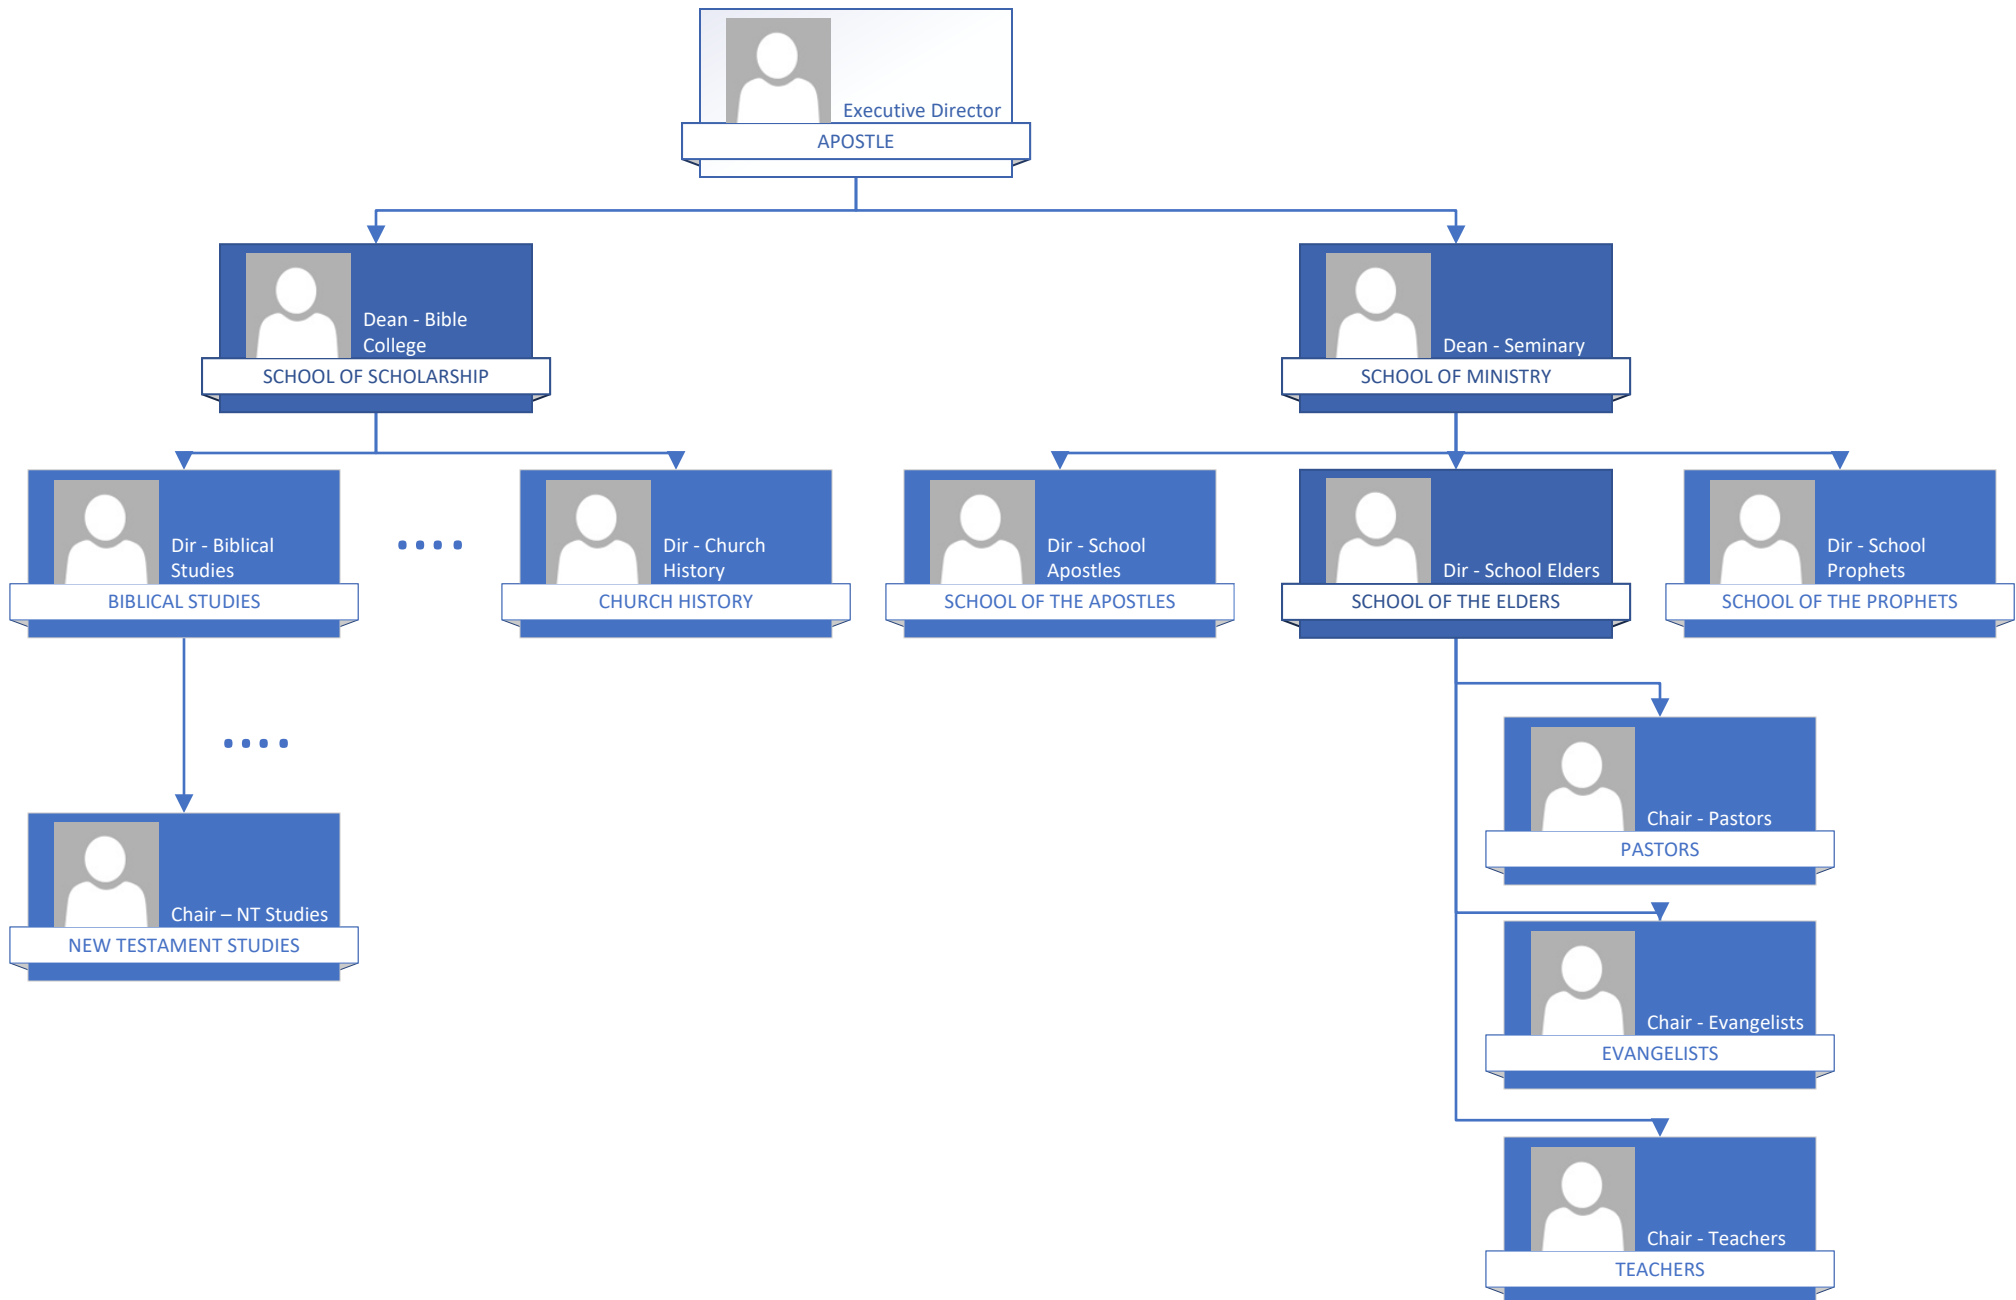 Executive Director
APOSTLE
Dean - Bible
College
SCHOOL OF SCHOLARSHIP
Dean - Seminary
SCHOOL OF MINISTRY
Dir - Biblical
Studies
BIBLICAL STUDIES
....
Dir - Church
History
CHURCH HISTORY
Dir - School
Apostles
SCHOOL OF THE APOSTLES
Dir - School Elders
SCHOOL OF THE ELDERS
Dir - School
Prophets
SCHOOL OF THE PROPHETS
....
Chair – NT Studies
NEW TESTAMENT STUDIES
Chair - Pastors
PASTORS
Chair - Evangelists
EVANGELISTS
Chair - Teachers
TEACHERS